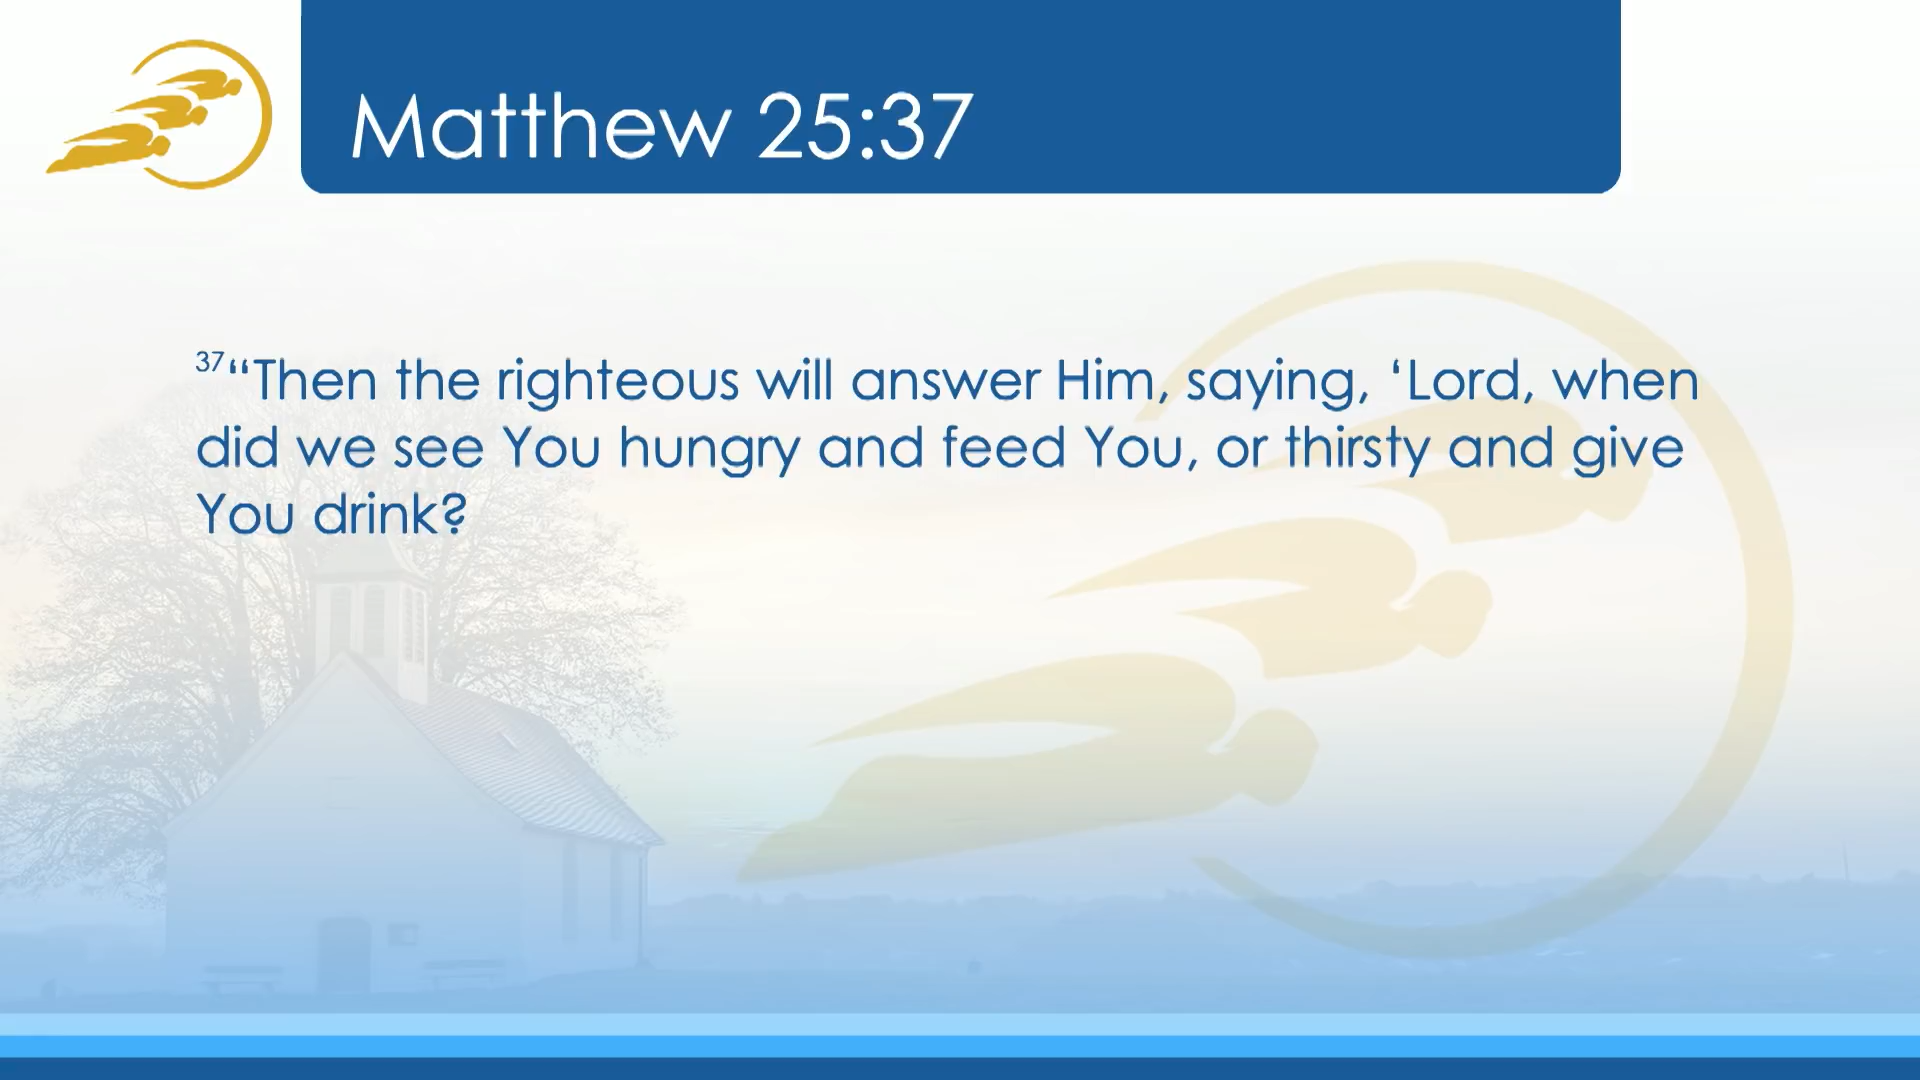 Matthew 25:37
37“Then the righteous will answer Him, saying, ‘Lord, when
did we see You hungry and feed You, or thirsty and give
You drink?